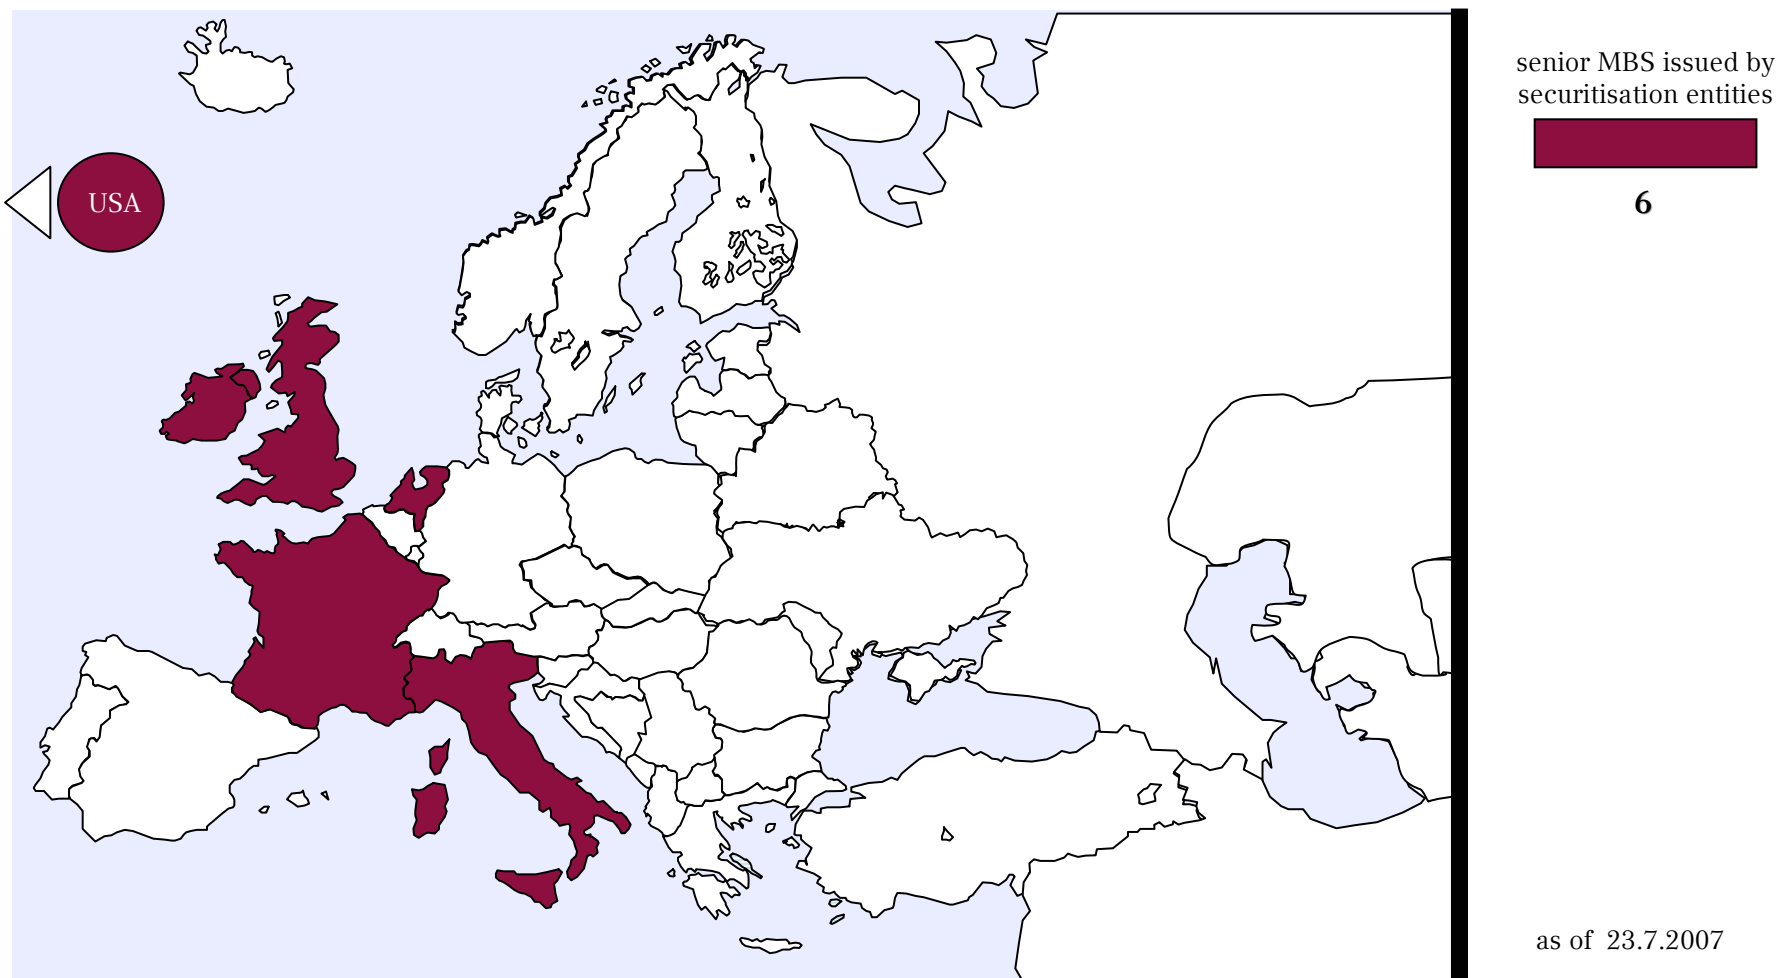 senior MBS issued by
securitisation entities
USA
6
as of 23.7.2007